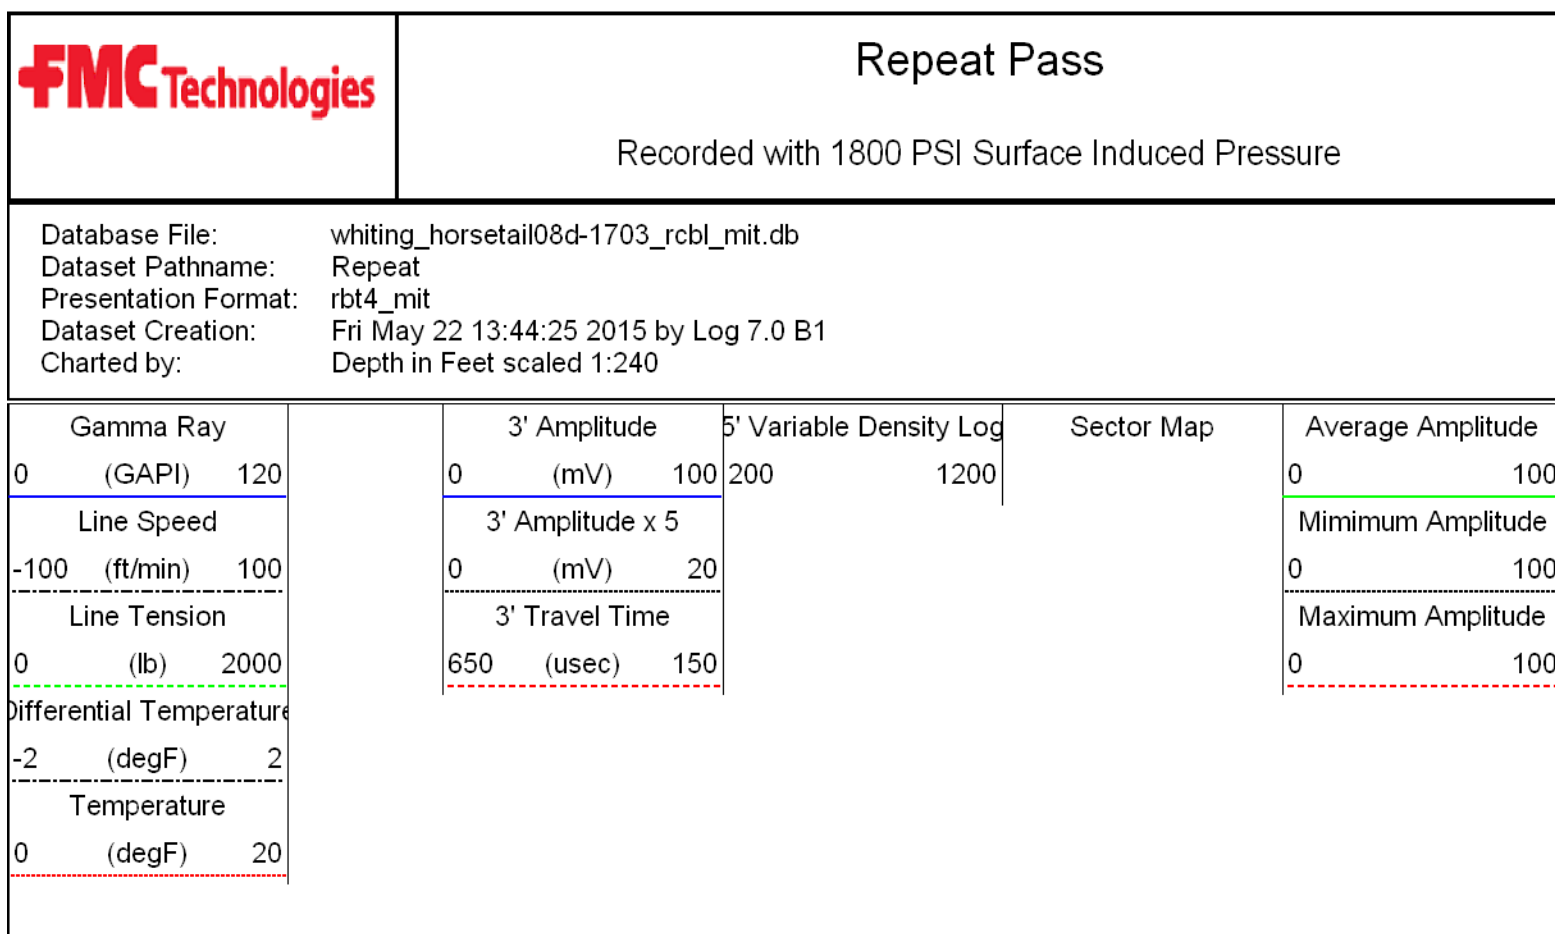 FMC Technologies
Repeat Pass
Recorded with 1800 PSI Surface Induced Pressure
Database File: whiting_horsetail08d-1703_rcbl_mit.db
Dataset Pathname: Repeat
Presentation Format: rbt4_mit
Dataset Creation: Fri May 22 13:44:25 2015 by Log 7.0 B1
Charted by: Depth in Feet scaled 1:240
Gamma Ray
0 (GAPI) 120
Line Speed
-100 (ft/min) 100
Line Tension
0 (lb) 2000
Differential Temperature
-2 (degF) 2
Temperature
0 (degF) 20
3' Amplitude
0 (mV) 100
3' Amplitude x 5
0 (mV) 20
3' Travel Time
650 (usec) 150
5' Variable Density Log
200 1200
Sector Map
Average Amplitude
0 100
Mimimum Amplitude
0 100
Maximum Amplitude
0 100